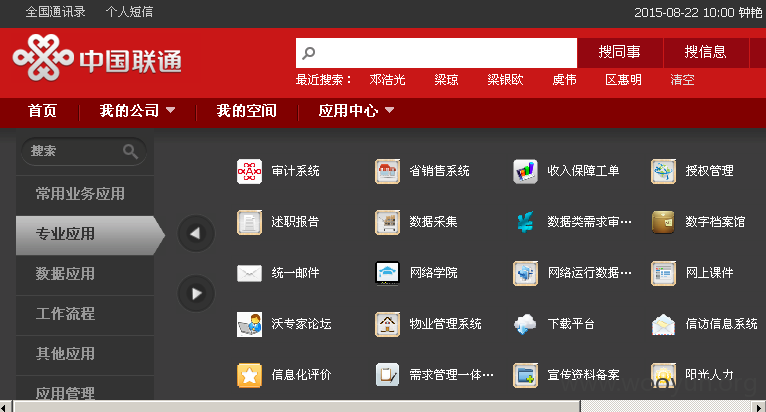 全国通讯录 个人短信 2015-08-22 10:00 钟艳
中国联通 搜同事 搜信息
最近搜索： 邓浩光 梁琼 梁银欧 虞伟 区惠明 清空
首页 我的公司 我的空间 应用中心
搜索
常用业务应用
专业应用
数据应用
工作流程
其他应用
应用管理
审计系统 省销售系统 收入保障工单 授权管理
述职报告 数据采集 数据类需求审… 数字档案馆
统一邮件 网络学院 网络运行数据… 网上课件
沃专家论坛 物业管理系统 下载平台 信访信息系统
信息化评价 需求管理一体… 宣传资料备案 阳光人力